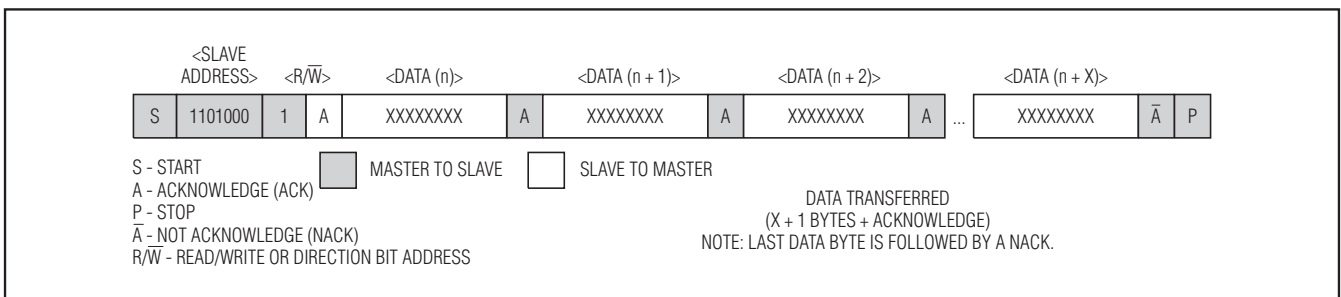 <SLAVE
ADDRESS> <R/W̅> <DATA (n)> <DATA (n + 1)> <DATA (n + 2)> <DATA (n + X)>
S 1101000 1 A XXXXXXXX A XXXXXXXX A XXXXXXXX A ... XXXXXXXX A̅ P
S - START
MASTER TO SLAVE SLAVE TO MASTER
A - ACKNOWLEDGE (ACK)
P - STOP
A̅ - NOT ACKNOWLEDGE (NACK)
R/W̅ - READ/WRITE OR DIRECTION BIT ADDRESS
DATA TRANSFERRED
(X + 1 BYTES + ACKNOWLEDGE)
NOTE: LAST DATA BYTE IS FOLLOWED BY A NACK.